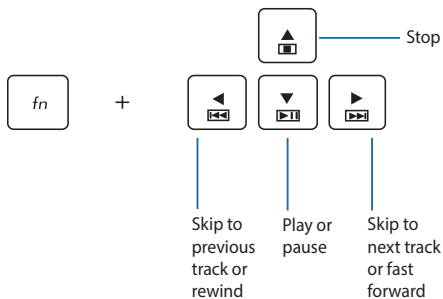 Stop
fn
+
Skip to
previous
track or
rewind
Play or
pause
Skip to
next track
or fast
forward